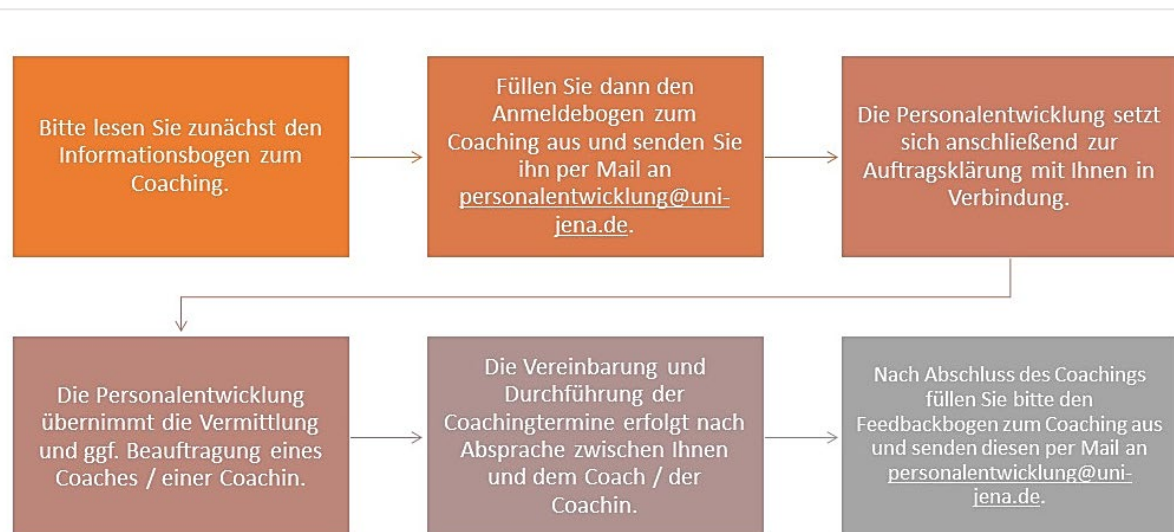 Bitte lesen Sie zunächst den
Informationsbogen zum
Coaching.
Füllen Sie dann den
Anmeldebogen zum
Coaching aus und senden Sie
ihn per Mail an
personalentwicklung@uni-
jena.de.
Die Personalentwicklung setzt
sich anschließend zur
Auftragsklärung mit Ihnen in
Verbindung.
Die Personalentwicklung
übernimmt die Vermittlung
und ggf. Beauftragung eines
Coaches / einer Coachin.
Die Vereinbarung und
Durchführung der
Coachingtermine erfolgt nach
Absprache zwischen Ihnen
und dem Coach / der
Coachin.
Nach Abschluss des Coachings
füllen Sie bitte den
Feedbackbogen zum Coaching aus
und senden diesen per Mail an
personalentwicklung@uni-
jena.de.